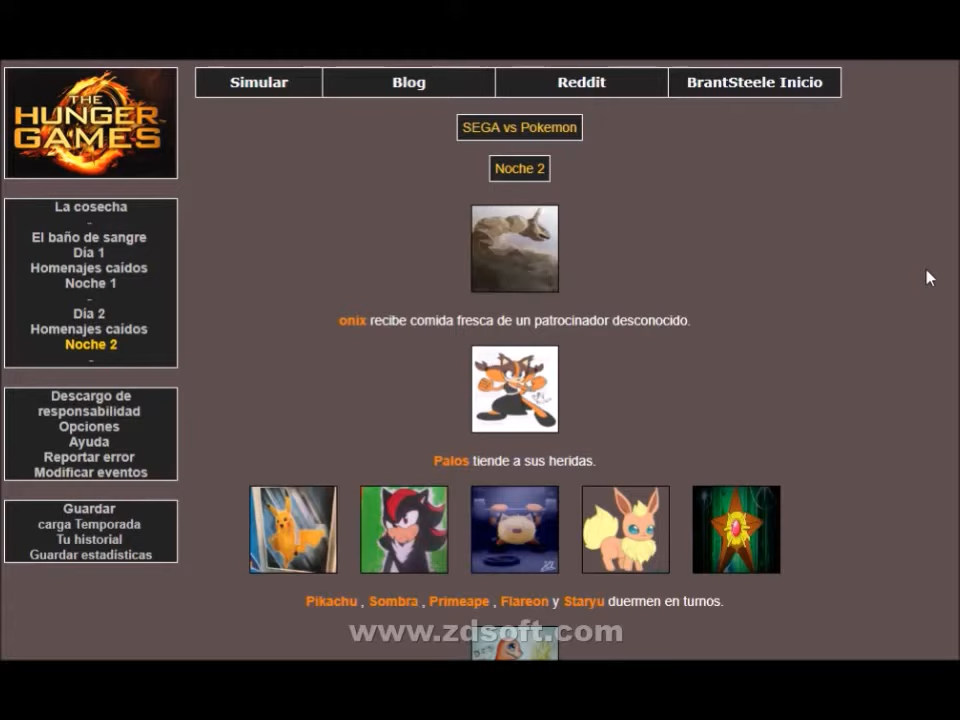 THE
HUNGER
GAMES
Simular
Blog
Reddit
BrantSteele Inicio
SEGA vs Pokemon
Noche 2
La cosecha
-
El baño de sangre
Día 1
Homenajes caídos
Noche 1
-
Día 2
Homenajes caídos
Noche 2
-
Descargo de
responsabilidad
Opciones
Ayuda
Reportar error
Modificar eventos
Guardar
carga Temporada
Tu historial
Guardar estadísticas
onix recibe comida fresca de un patrocinador desconocido.
Palos tiende a sus heridas.
Pikachu , Sombra , Primeape , Flareon y Staryu duermen en turnos.
www.zdsoft.com